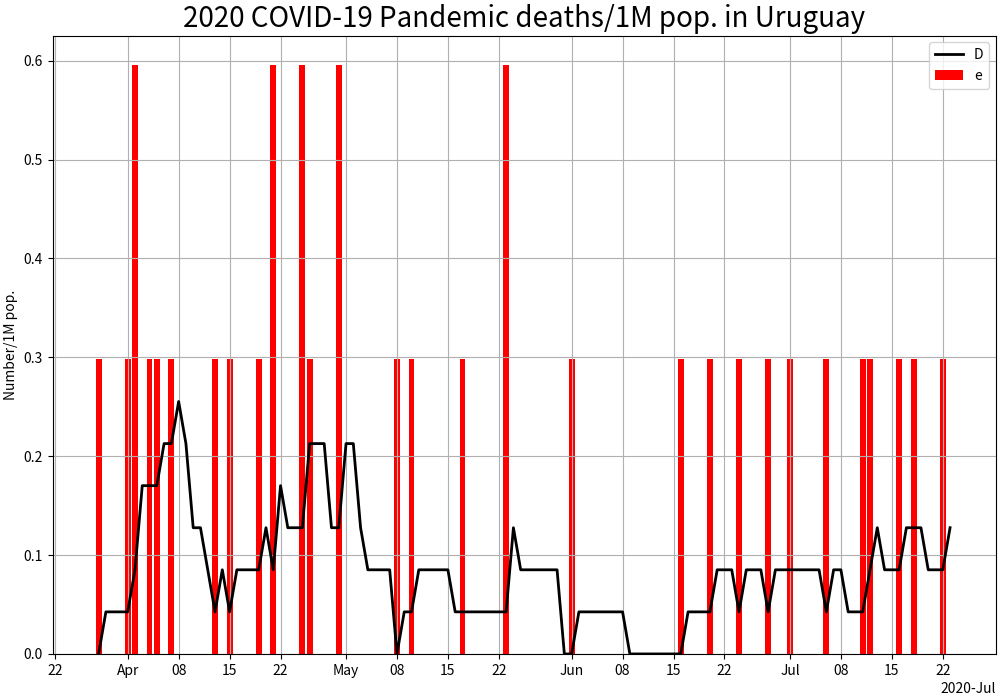 2020 COVID-19 Pandemic deaths/1M pop. in Uruguay
D
e
Number/1M pop.
0.6
0.5
0.4
0.3
0.2
0.1
0.0
22 Apr 08 15 22 May 08 15 22 Jun 08 15 22 Jul 08 15 22
2020-Jul